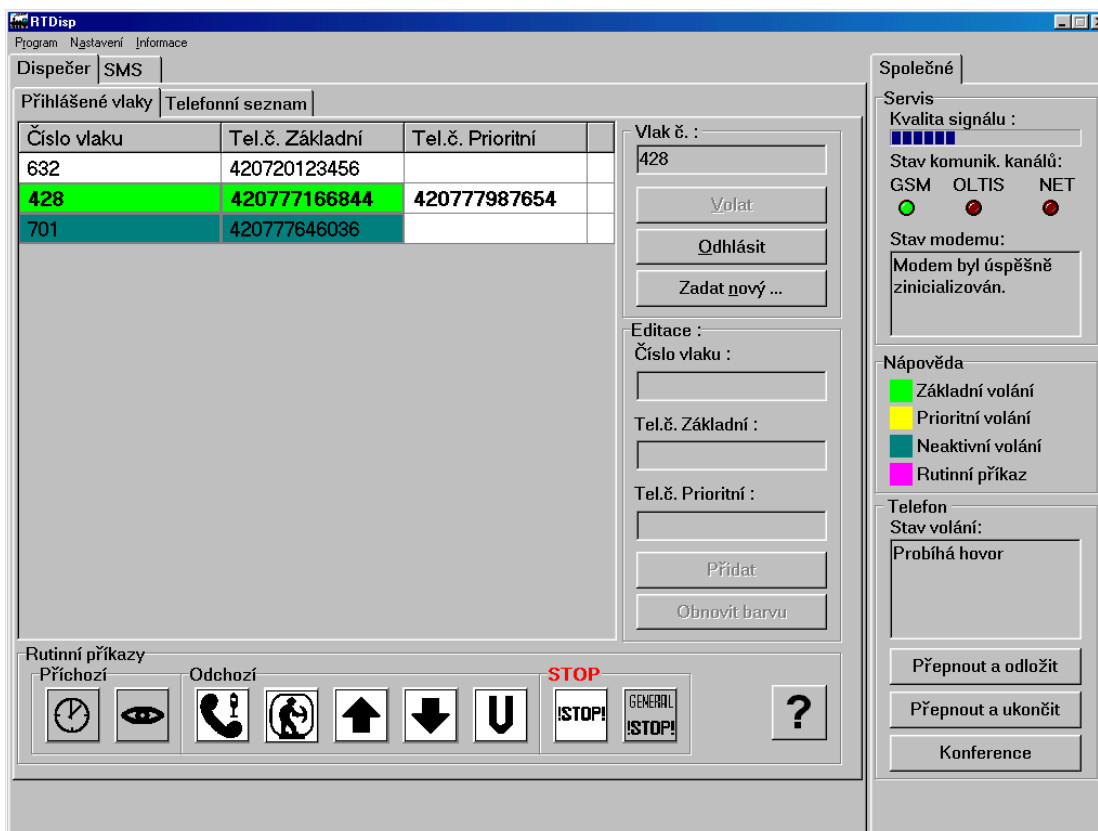 RTDisp
Program Nastavení Informace
Dispečer SMS
Přihlášené vlaky Telefonní seznam
Číslo vlaku Tel.č. Základní Tel.č. Prioritní
632 420720123456
428 420777166844 420777987654
701 420777646036
Vlak č. :
428
Volat
Odhlásit
Zadat nový ...
Editace :
Číslo vlaku :
Tel.č. Základní :
Tel.č. Prioritní :
Přidat
Obnovit barvu
Rutinní příkazy
Příchozí
Odchozí
STOP
U
!STOP!
GENERAL
!STOP!
?
Společné
Servis
Kvalita signálu :
Stav komunik. kanálů:
GSM OLTIS NET
Stav modemu:
Modem byl úspěšně
zinicializován.
Nápověda
Základní volání
Prioritní volání
Neaktivní volání
Rutinní příkaz
Telefon
Stav volání:
Probíhá hovor
Přepnout a odložit
Přepnout a ukončit
Konference